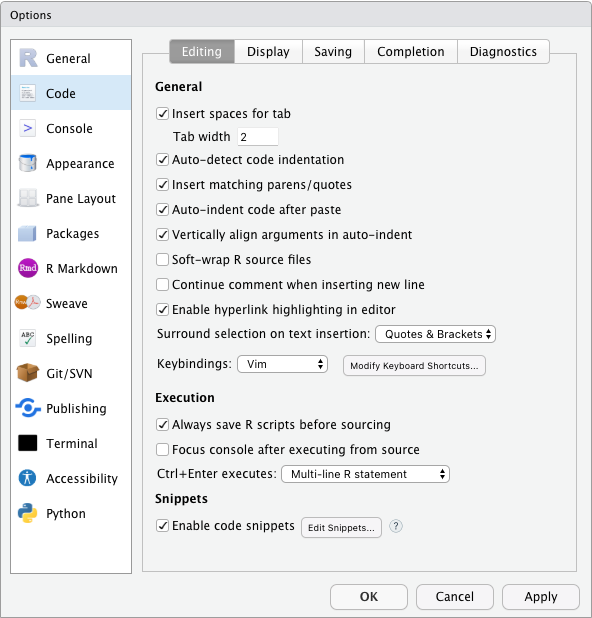 Options
General
Code
Console
Appearance
Pane Layout
Packages
R Markdown
Sweave
Spelling
Git/SVN
Publishing
Terminal
Accessibility
Python
Editing Display Saving Completion Diagnostics
General
Insert spaces for tab
Tab width 2
Auto-detect code indentation
Insert matching parens/quotes
Auto-indent code after paste
Vertically align arguments in auto-indent
Soft-wrap R source files
Continue comment when inserting new line
Enable hyperlink highlighting in editor
Surround selection on text insertion: Quotes & Brackets
Keybindings: Vim Modify Keyboard Shortcuts...
Execution
Always save R scripts before sourcing
Focus console after executing from source
Ctrl+Enter executes: Multi-line R statement
Snippets
Enable code snippets Edit Snippets... ?
OK Cancel Apply